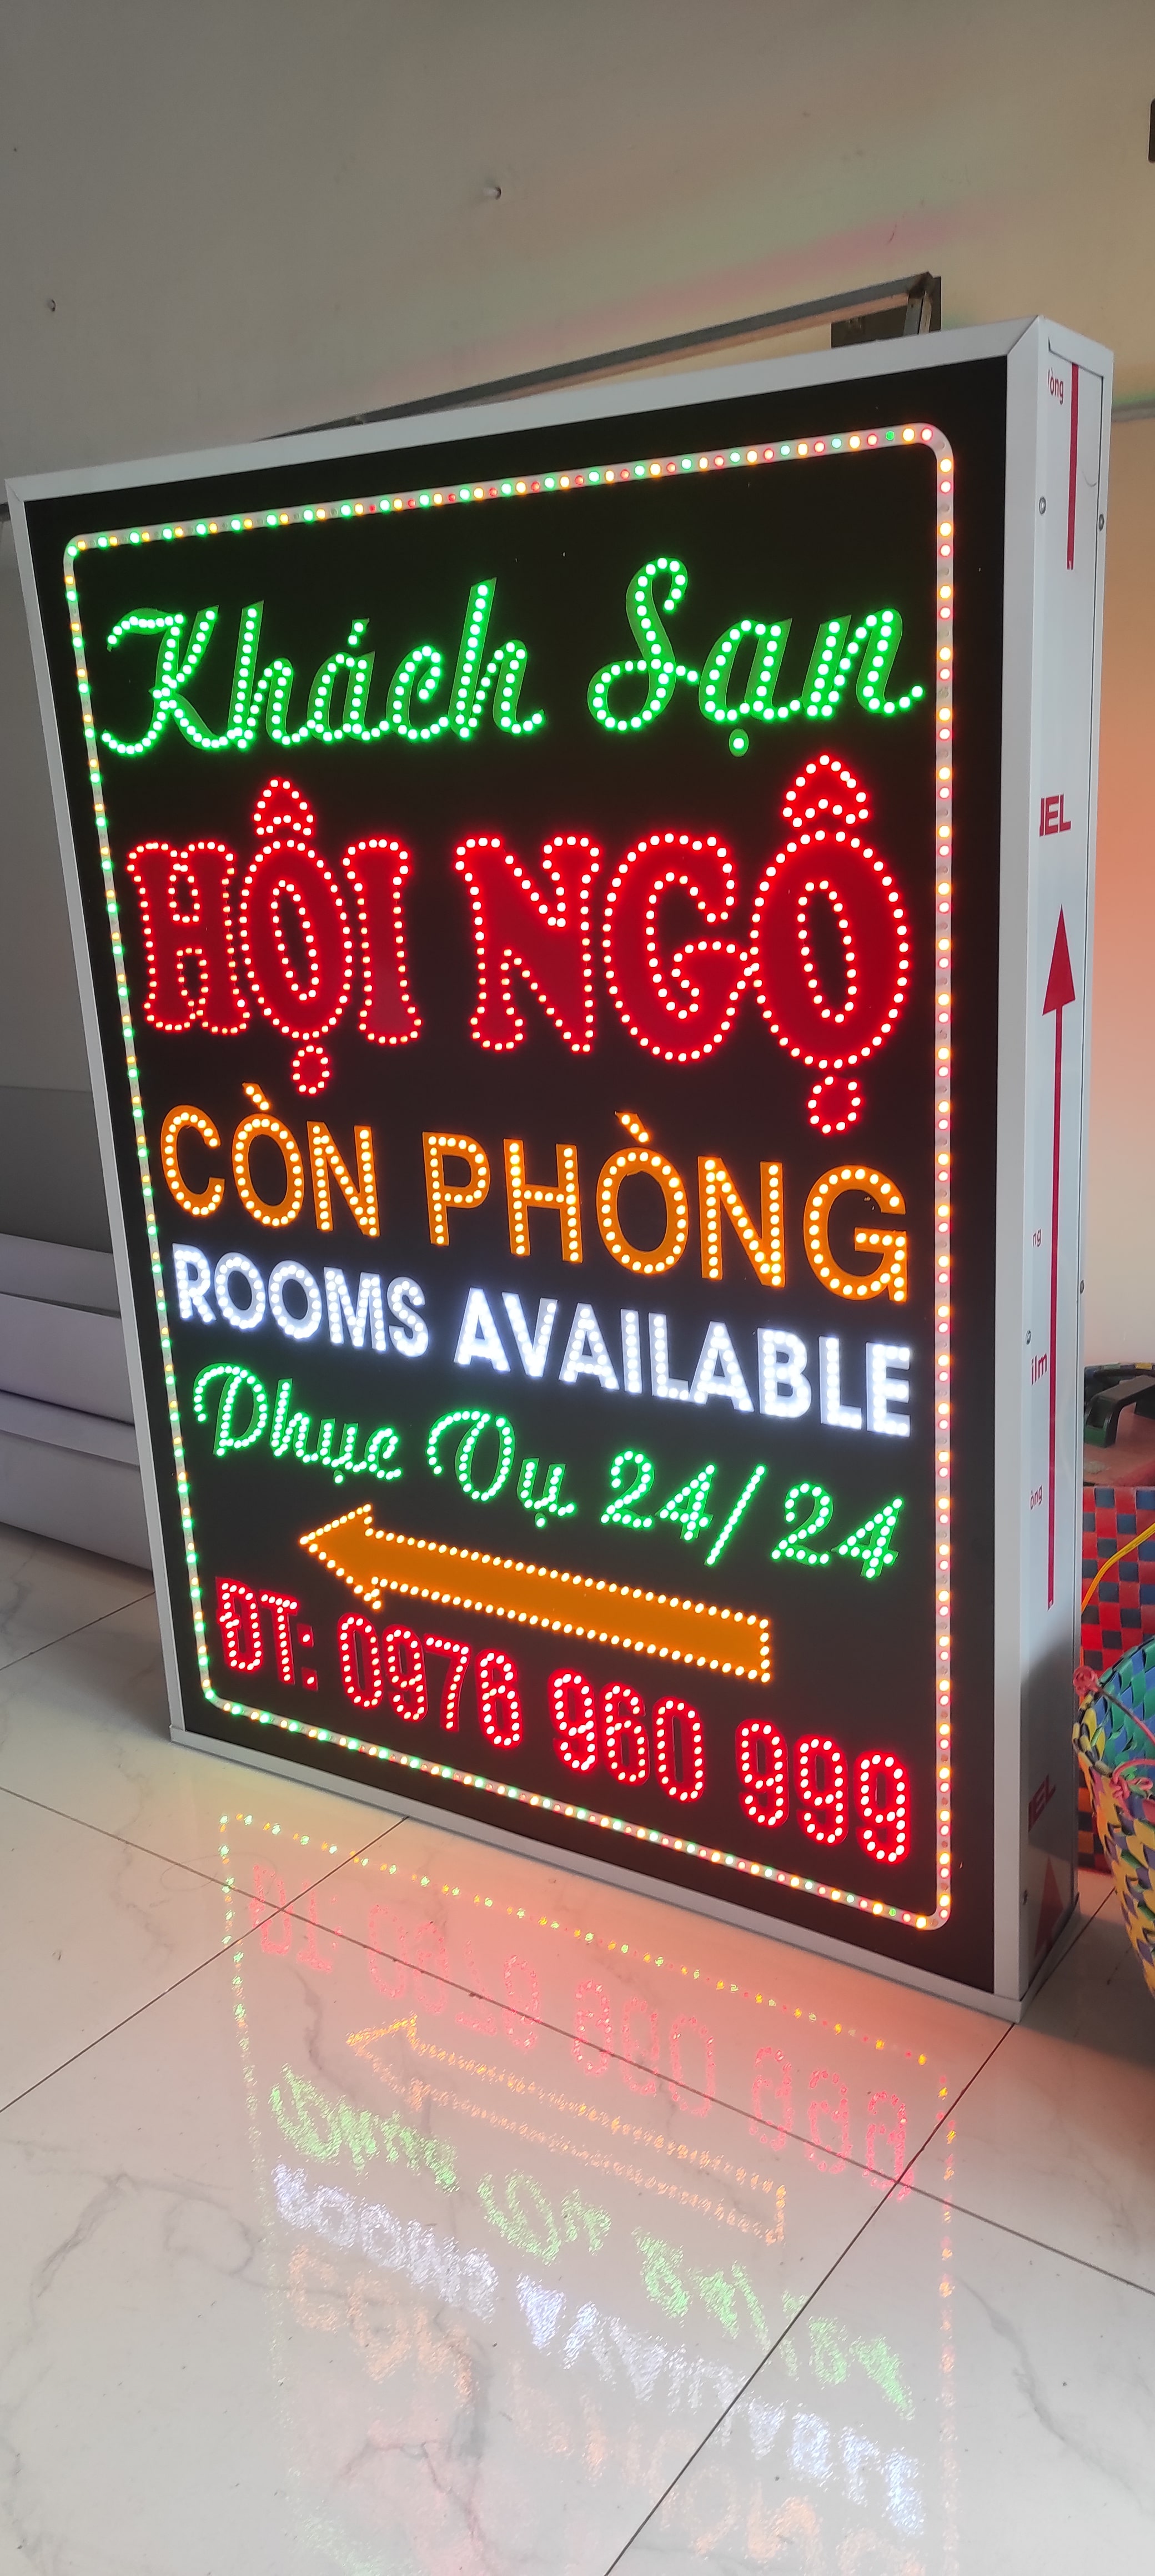 Khách Sạn
HỘI NGỘ
CÒN PHÒNG
ROOMS AVAILABLE
Phục Vụ 24/24
ĐT: 0976 960 999